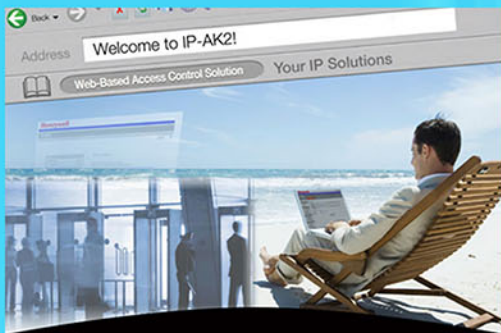 Back
Address
Welcome to IP-AK2!
Web-Based Access Control Solution
Your IP Solutions
Honeywell